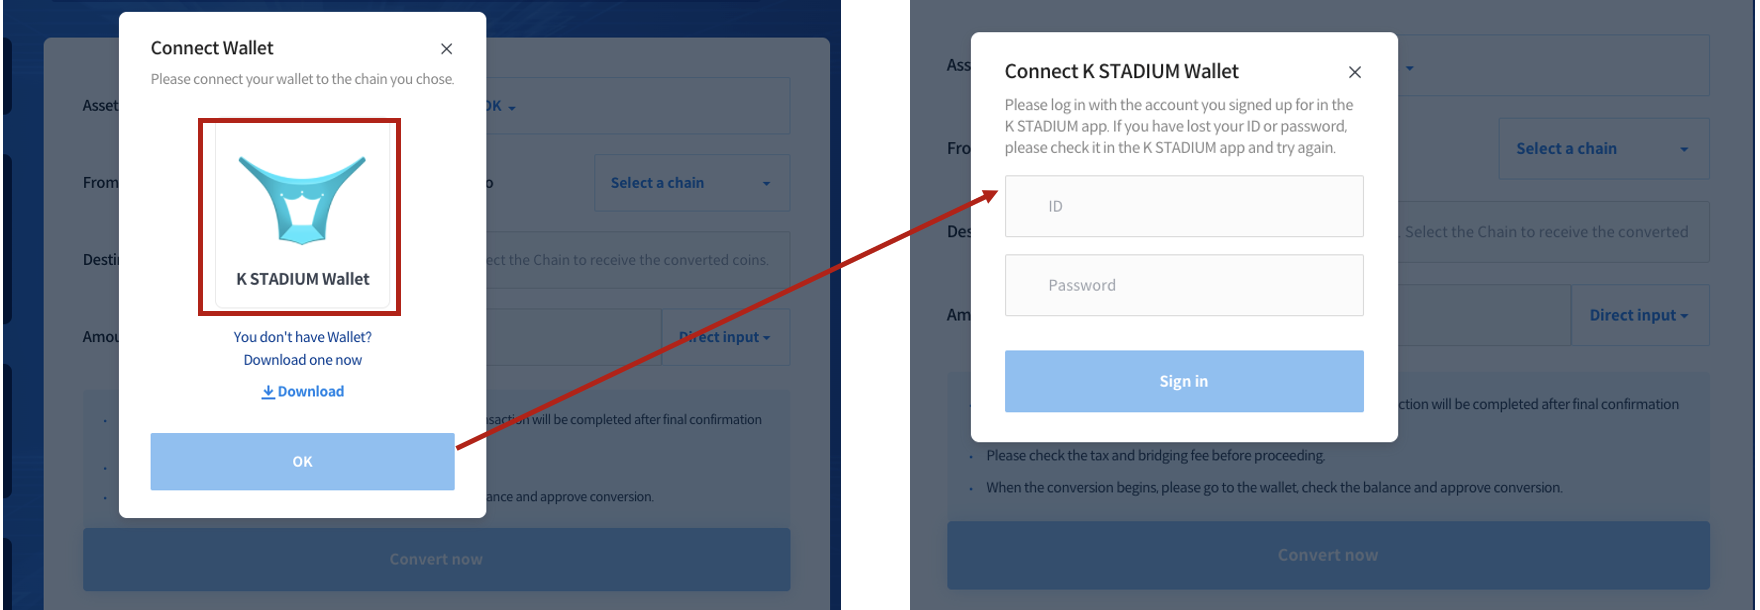 Connect Wallet
Please connect your wallet to the chain you chose.
Asset
OK
From
Select a chain
K STADIUM Wallet
ect the Chain to receive the converted coins.
You don't have Wallet?
Download one now
Direct input
Download
saction will be completed after final confirmation
OK
ance and approve conversion.
Convert now
Connect K STADIUM Wallet
Please log in with the account you signed up for in the
K STADIUM app. If you have lost your ID or password,
please check it in the K STADIUM app and try again.
Select a chain
ID
Select the Chain to receive the converted
Password
Direct input
Sign in
ction will be completed after final confirmation
Please check the tax and bridging fee before proceeding.
When the conversion begins, please go to the wallet, check the balance and approve conversion.
Convert now